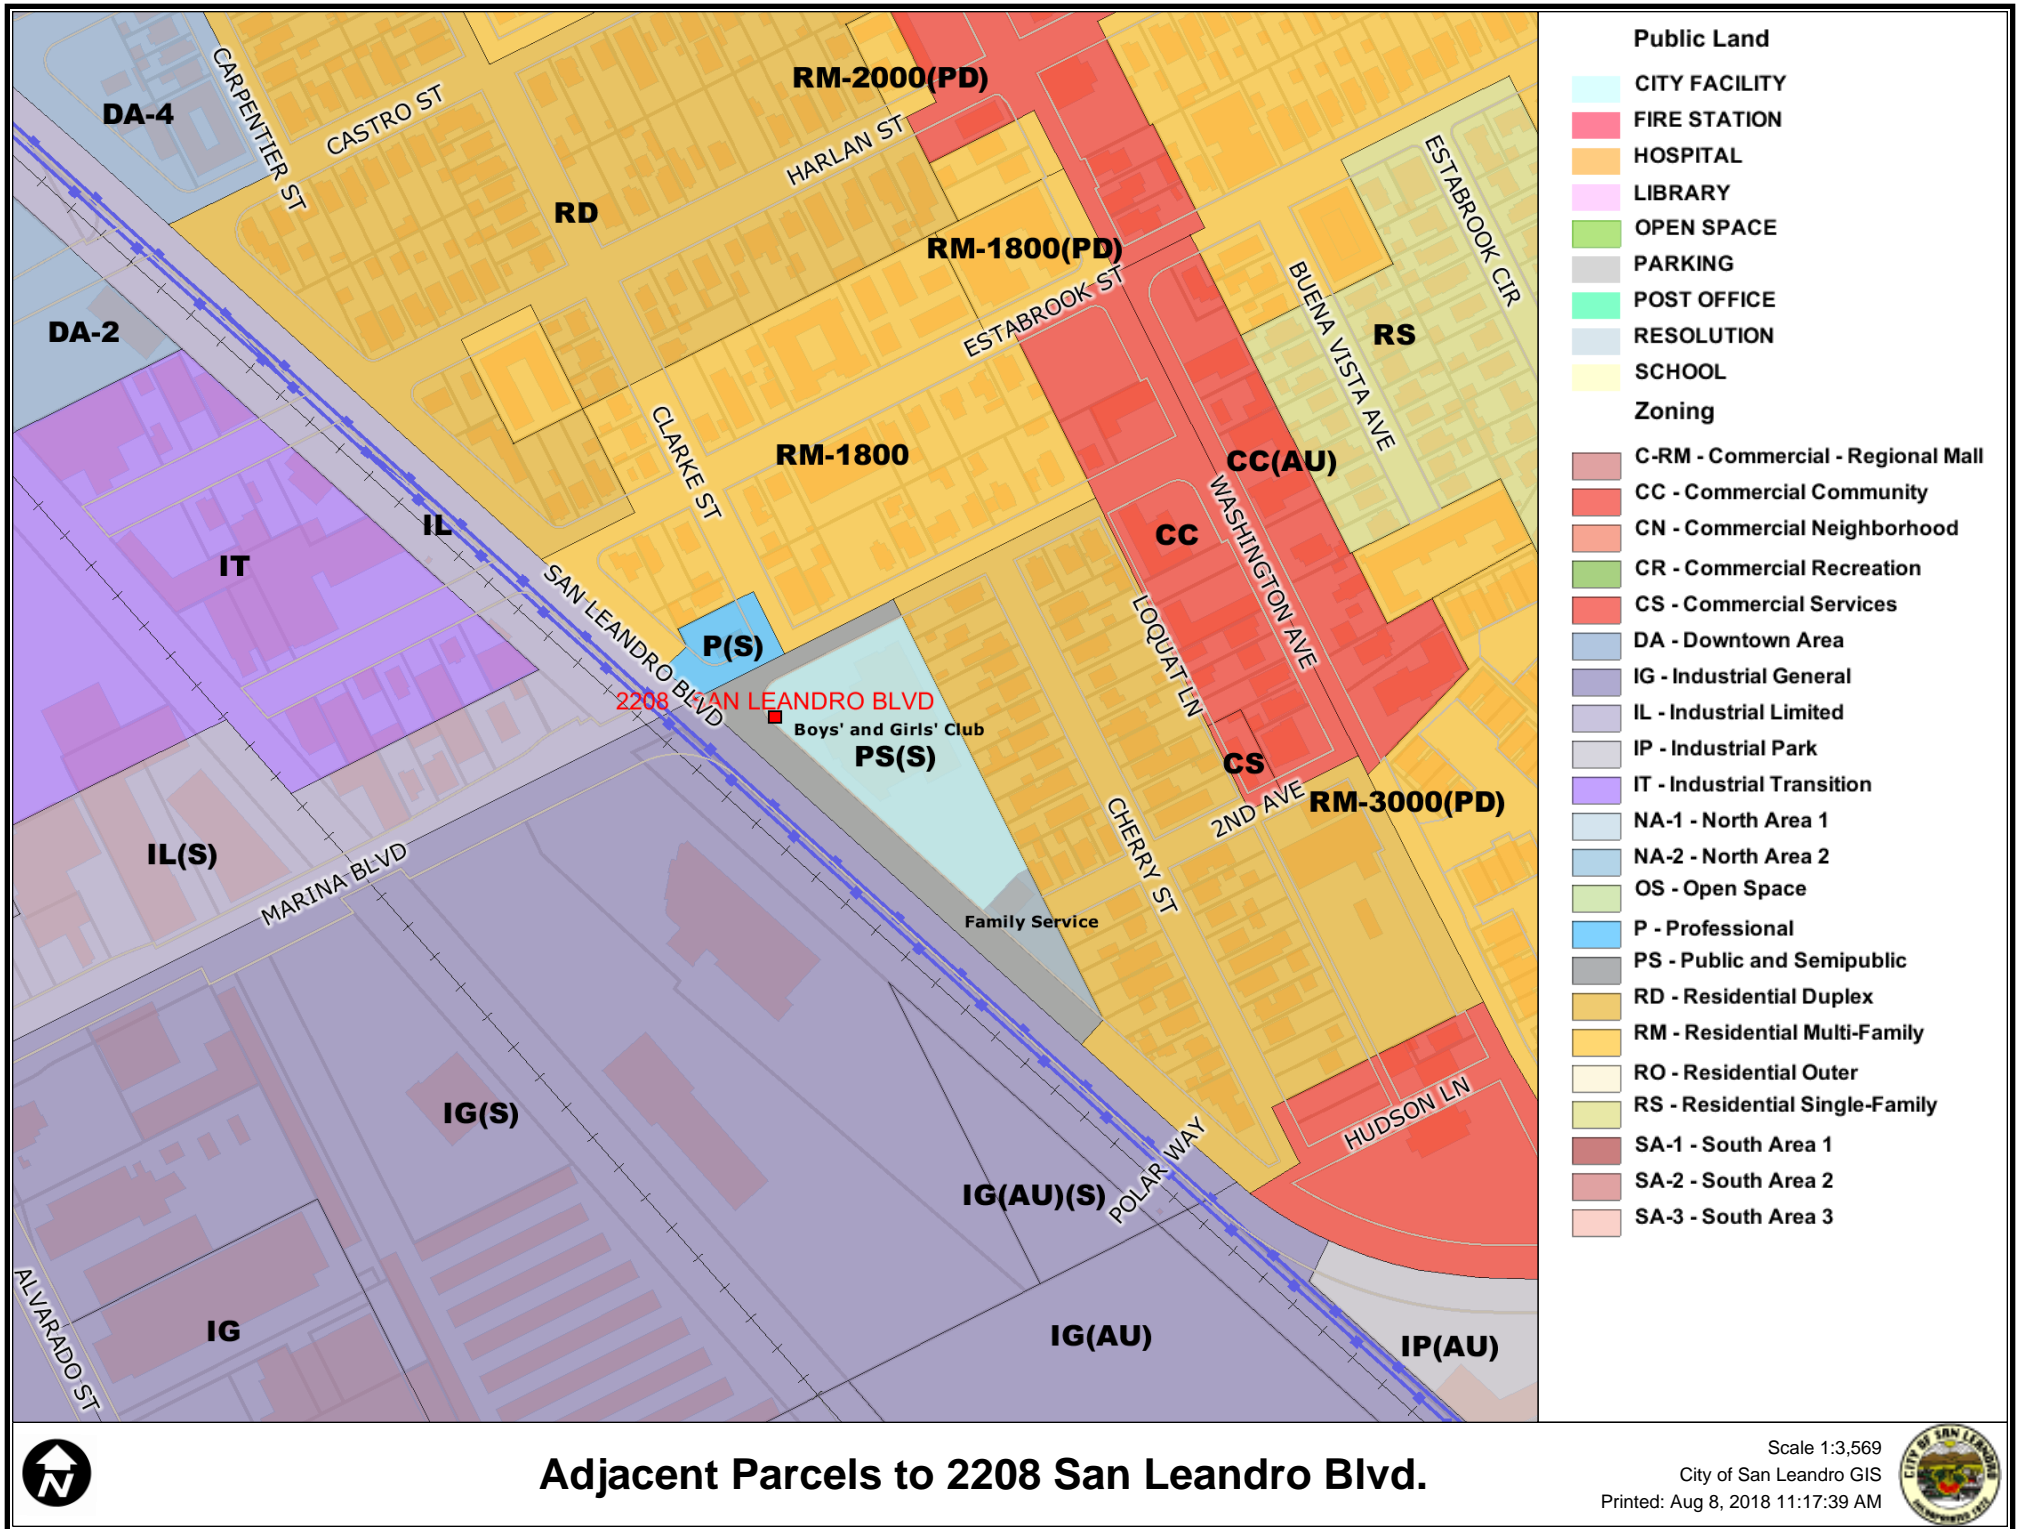 DA-4
CARPENTIER ST
CASTRO ST
RM-2000(PD)
HARLAN ST
RD
RM-1800(PD)
ESTABROOK ST
ESTABROOK CIR
BUENA VISTA AVE
RS
DA-2
CLARKE ST
RM-1800
CC(AU)
WASHINGTON AVE
CC
IL
IT
SAN LEANDRO BLVD
LOQUAT LN
P(S)
2208 SAN LEANDRO BLVD
Boys' and Girls' Club
PS(S)
CS
2ND AVE
RM-3000(PD)
CHERRY ST
IL(S)
MARINA BLVD
Family Service
IG(S)
HUDSON LN
POLAR WAY
IG(AU)(S)
ALVARADO ST
IG
IG(AU)
IP(AU)
Public Land
CITY FACILITY
FIRE STATION
HOSPITAL
LIBRARY
OPEN SPACE
PARKING
POST OFFICE
RESOLUTION
SCHOOL
Zoning
C-RM - Commercial - Regional Mall
CC - Commercial Community
CN - Commercial Neighborhood
CR - Commercial Recreation
CS - Commercial Services
DA - Downtown Area
IG - Industrial General
IL - Industrial Limited
IP - Industrial Park
IT - Industrial Transition
NA-1 - North Area 1
NA-2 - North Area 2
OS - Open Space
P - Professional
PS - Public and Semipublic
RD - Residential Duplex
RM - Residential Multi-Family
RO - Residential Outer
RS - Residential Single-Family
SA-1 - South Area 1
SA-2 - South Area 2
SA-3 - South Area 3
N
Adjacent Parcels to 2208 San Leandro Blvd.
Scale 1:3,569
City of San Leandro GIS
Printed: Aug 8, 2018 11:17:39 AM
CITY OF SAN LEANDRO